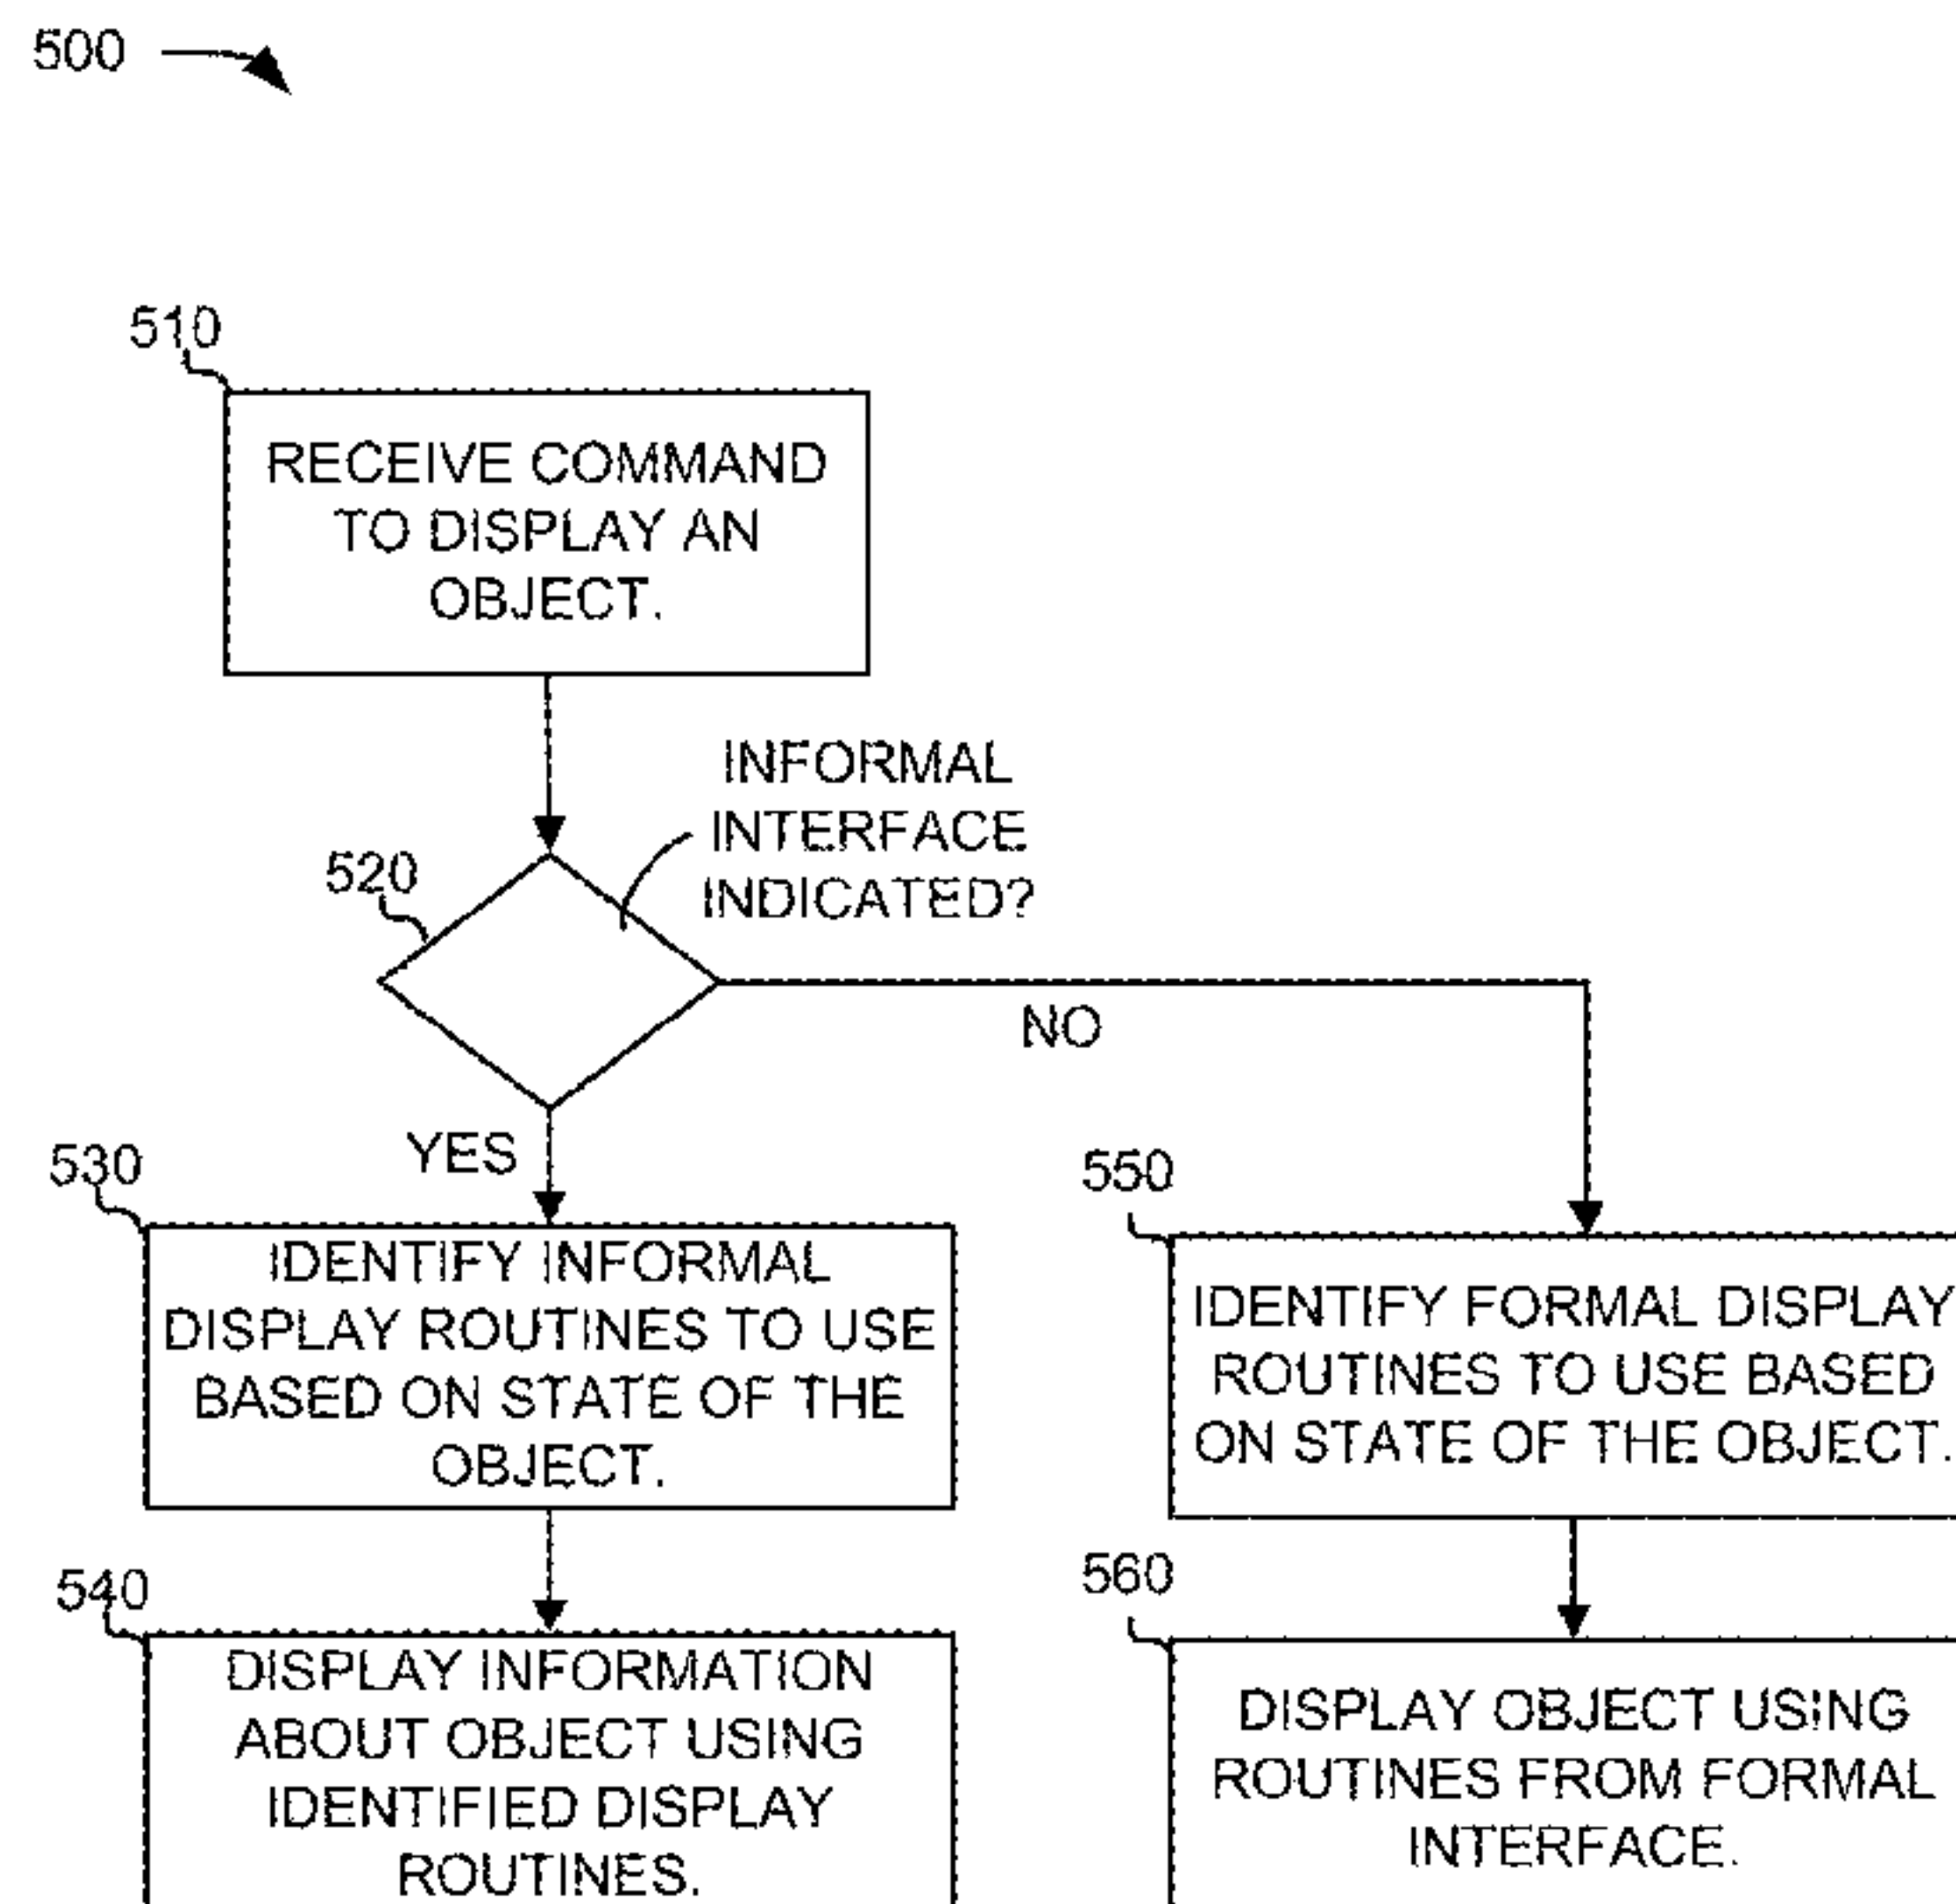 500
510
RECEIVE COMMAND
TO DISPLAY AN
OBJECT.
INFORMAL
INTERFACE
INDICATED?
520
NO
YES
530
IDENTIFY INFORMAL
DISPLAY ROUTINES TO USE
BASED ON STATE OF THE
OBJECT.
550
IDENTIFY FORMAL DISPLAY
ROUTINES TO USE BASED
ON STATE OF THE OBJECT.
540
DISPLAY INFORMATION
ABOUT OBJECT USING
IDENTIFIED DISPLAY
ROUTINES.
560
DISPLAY OBJECT USING
ROUTINES FROM FORMAL
INTERFACE.